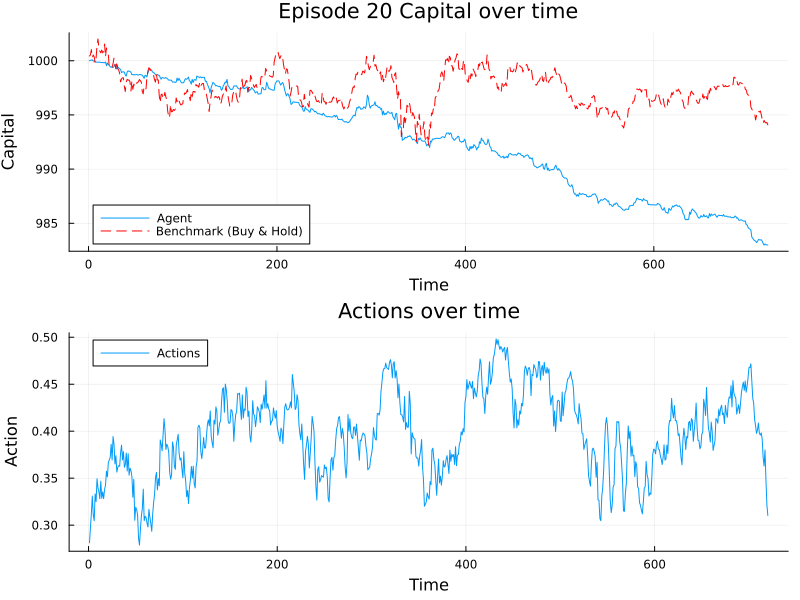 Episode 20 Capital over time
1000
995
990
985
Capital
Agent
Benchmark (Buy & Hold)
0 200 400 600
Time
Actions over time
0.50
0.45
0.40
0.35
0.30
Action
Actions
0 200 400 600
Time